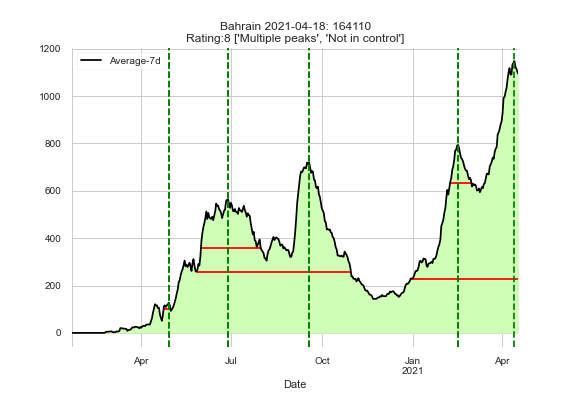 Bahrain 2021-04-18: 164110
Rating:8 ['Multiple peaks', 'Not in control']
Average-7d
1200
1000
800
600
400
200
0
Apr
Jul
Oct
Jan
2021
Apr
Date